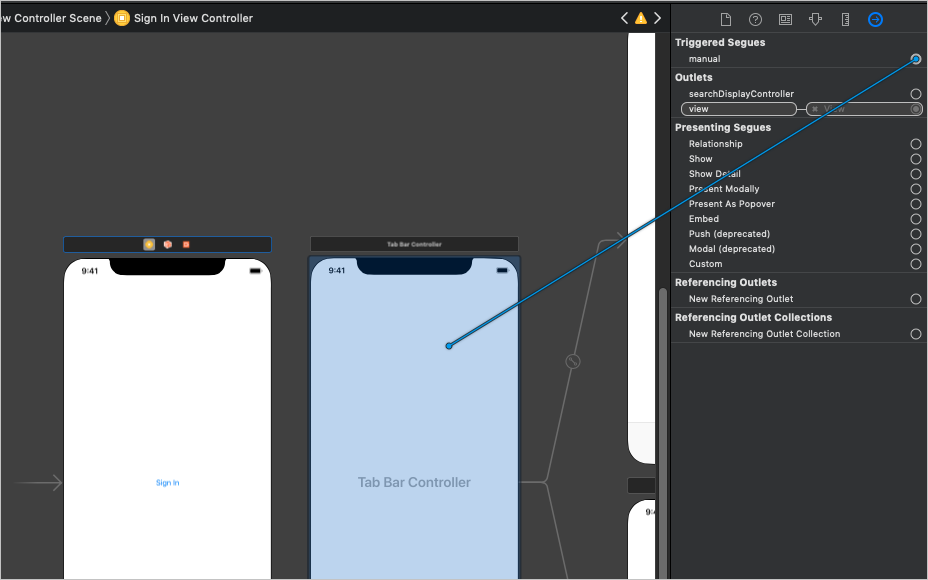 w Controller Scene
Sign In View Controller
Triggered Segues
manual
Outlets
searchDisplayController
view
View
Presenting Segues
Relationship
Show
Show Detail
Present Modally
Present As Popover
Embed
Push (deprecated)
Modal (deprecated)
Custom
Referencing Outlets
New Referencing Outlet
Referencing Outlet Collections
New Referencing Outlet Collection
Tab Bar Controller
9:41
9:41
Sign In
Tab Bar Controller
9:4